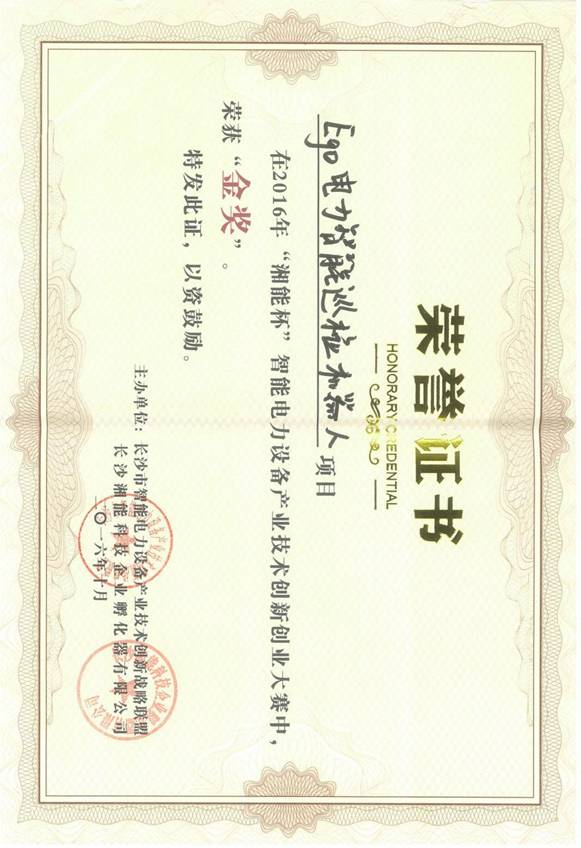 荣誉证书
HONORARY CREDENTIAL
Ego电力智能巡检机器人 项目
在2016年“湘能杯”智能电力设备产业技术创新创业大赛中，
荣获“金奖”。
特发此证，以资鼓励。
主办单位：长沙市智能电力设备产业技术创新战略联盟
长沙湘能科技企业孵化器有限公司
二〇一六年十月